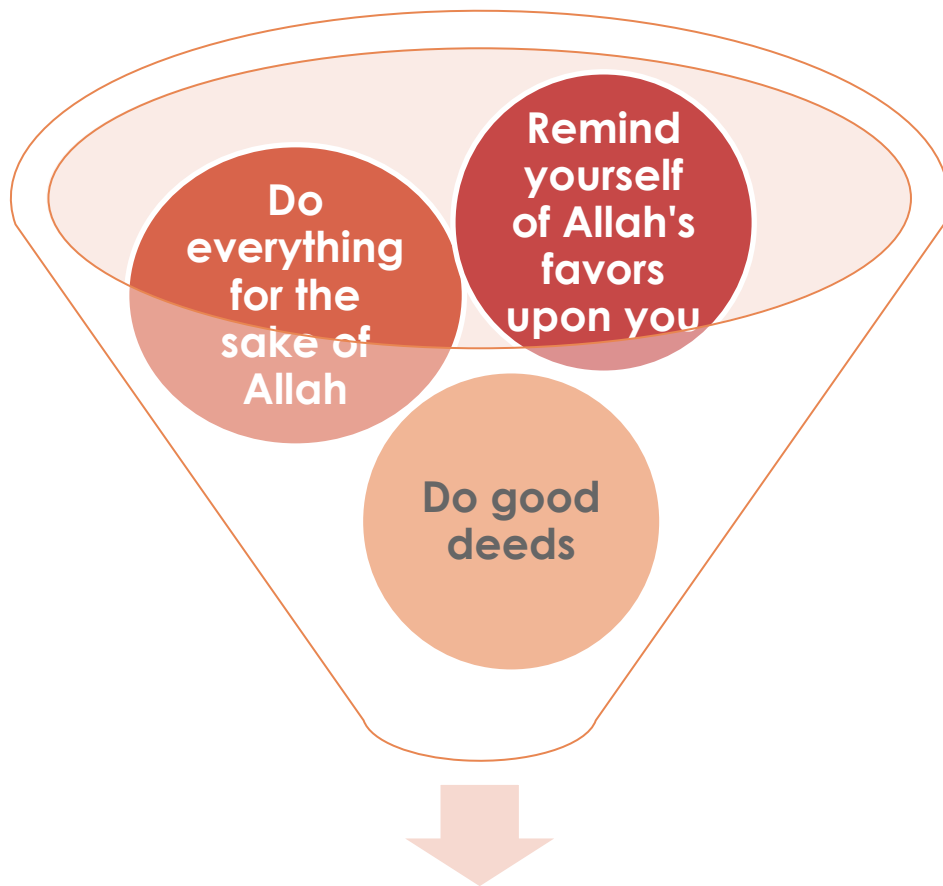 Do
everything
for the
sake of
Allah
Remind
yourself
of Allah's
favors
upon you
Do good
deeds